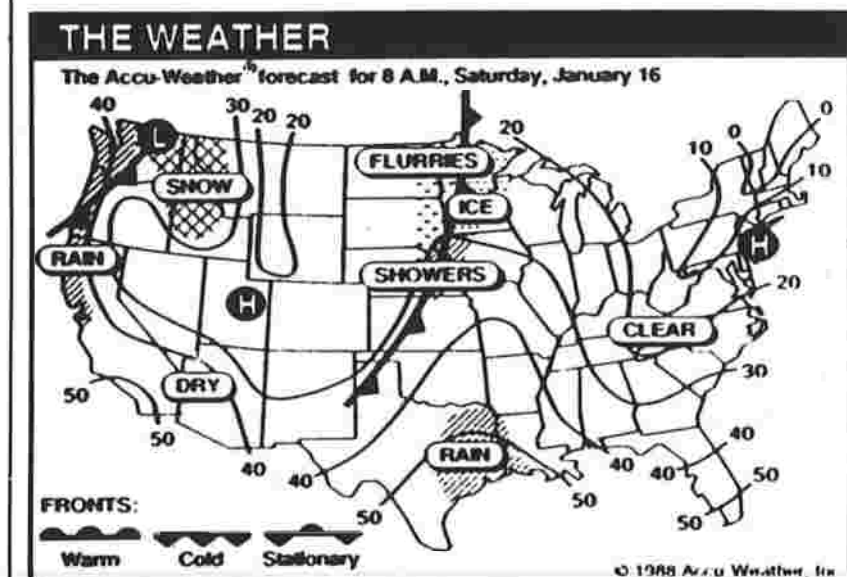 THE WEATHER
The Accu-Weather® forecast for 8 A.M., Saturday, January 16
40 30 20 20 20 0
10 0 10
L
FLURRIES
SNOW
ICE
RAIN
H
SHOWERS
H
20
CLEAR
DRY
30
50
50
40
40
RAIN
40
40
40
50
50
50
50
FRONTS:
Warm Cold Stationary
© 1988 Accu Weather, Inc